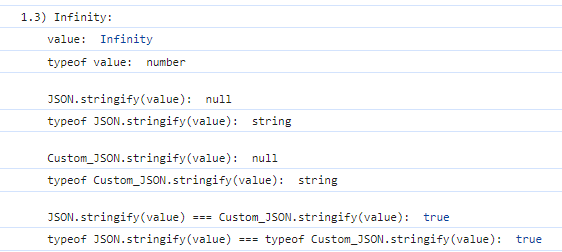 1.3) Infinity:
value:  Infinity
typeof value:  number
JSON.stringify(value):  null
typeof JSON.stringify(value):  string
Custom_JSON.stringify(value):  null
typeof Custom_JSON.stringify(value):  string
JSON.stringify(value) === Custom_JSON.stringify(value):  true
typeof JSON.stringify(value) === typeof Custom_JSON.stringify(value):  true